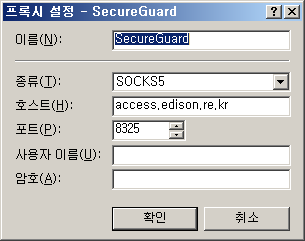 프록시 설정 - SecureGuard
이름(N): SecureGuard
종류(T): SOCKS5
호스트(H): access,edison,re,kr
포트(P): 8325
사용자 이름(U):
암호(A):
확인 취소